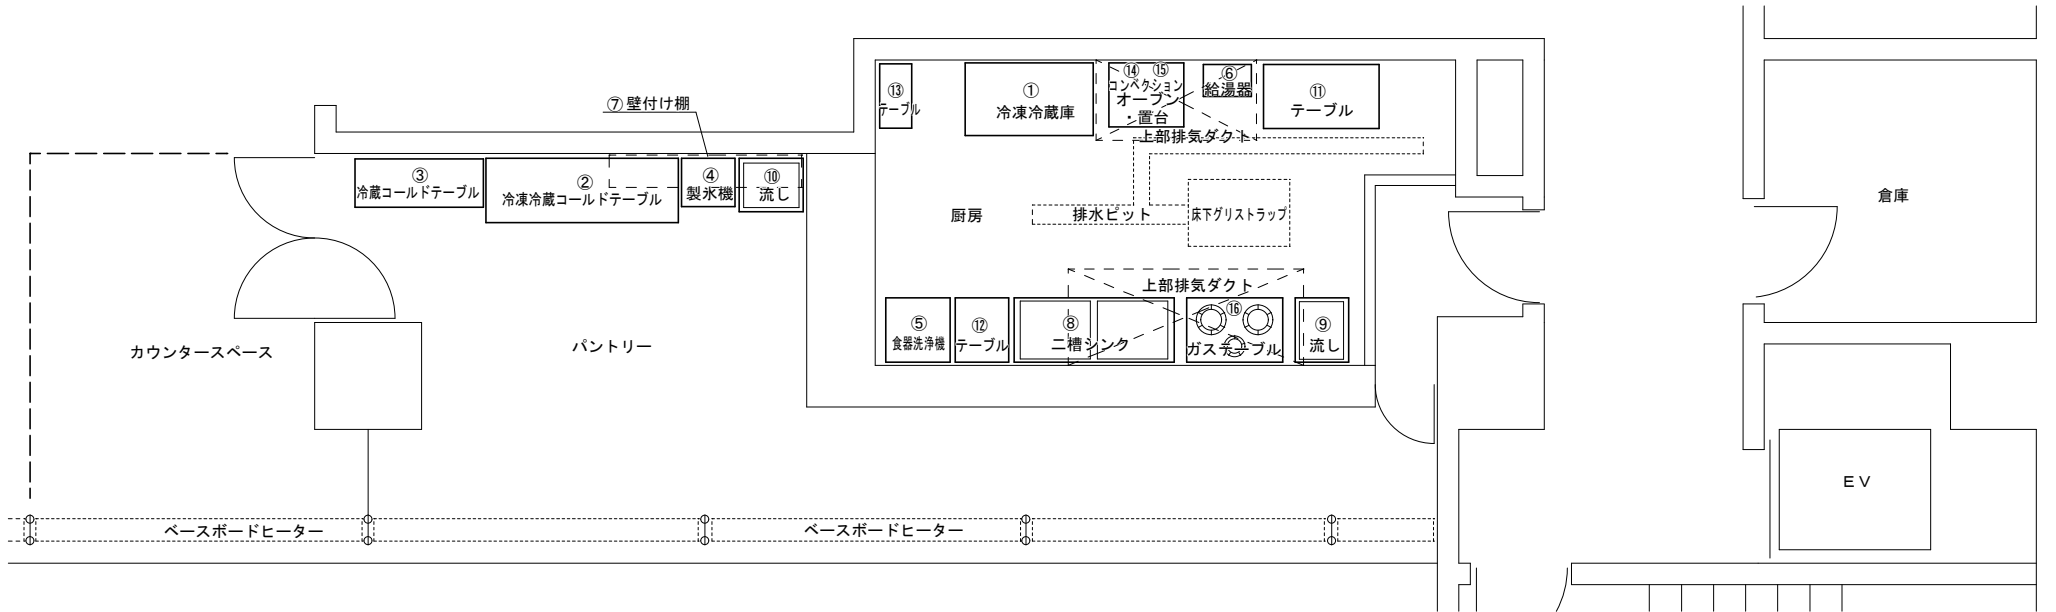 ⑦壁付け棚
③
冷蔵コールドテーブル
②
冷凍冷蔵コールドテーブル
④
製氷機
⑩
流し
⑬
テーブル
①
冷凍冷蔵庫
⑭ ⑮
コンベクション
オーブン
・置台
⑥
給湯器
⑪
テーブル
上部排気ダクト
厨房
排水ピット
床下グリストラップ
上部排気ダクト
⑤
食器洗浄機
⑫
テーブル
⑧
二槽シンク
⑯
ガステーブル
⑨
流し
倉庫
カウンタースペース
パントリー
EV
ベースボードヒーター
ベースボードヒーター